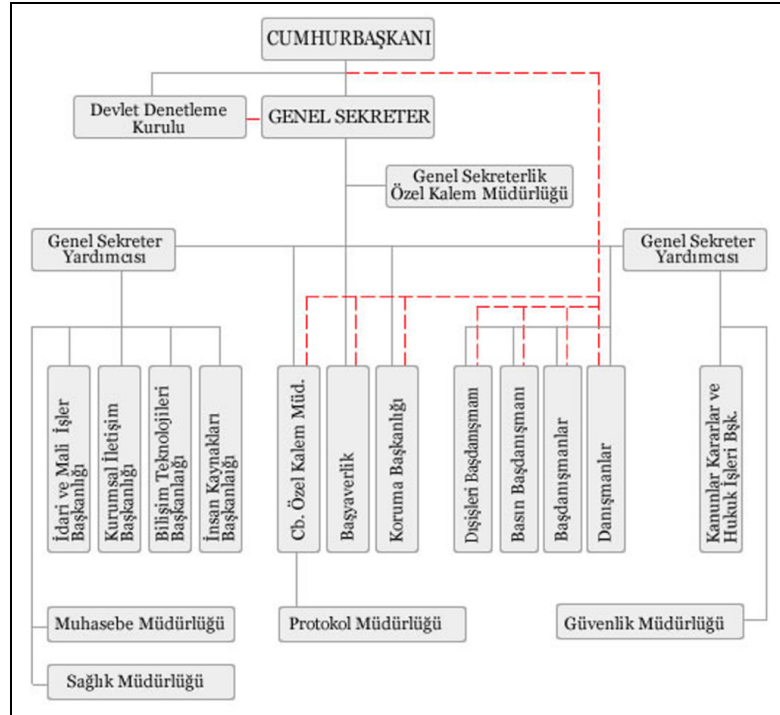 CUMHURBAŞKANI
Devlet Denetleme
Kurulu
GENEL SEKRETER
Genel Sekreterlik
Özel Kalem Müdürlüğü
Genel Sekreter
Yardımcısı
Genel Sekreter
Yardımcısı
İdari ve Mali İşler
Başkanlığı
Kurumsal İletişim
Başkanlığı
Bilişim Teknolojileri
Başkanlaığı
İnsan Kaynakları
Başkanlaığı
Cb. Özel Kalem Müd.
Başyaverlik
Koruma Başkanlığı
Dışişleri Başdanışmanı
Basın Başdanışmanı
Başdanışmanlar
Danışmanlar
Kanunlar Kararlar ve
Hukuk İşleri Bşk.
Muhasebe Müdürlüğü
Protokol Müdürlüğü
Güvenlik Müdürlüğü
Sağlık Müdürlüğü